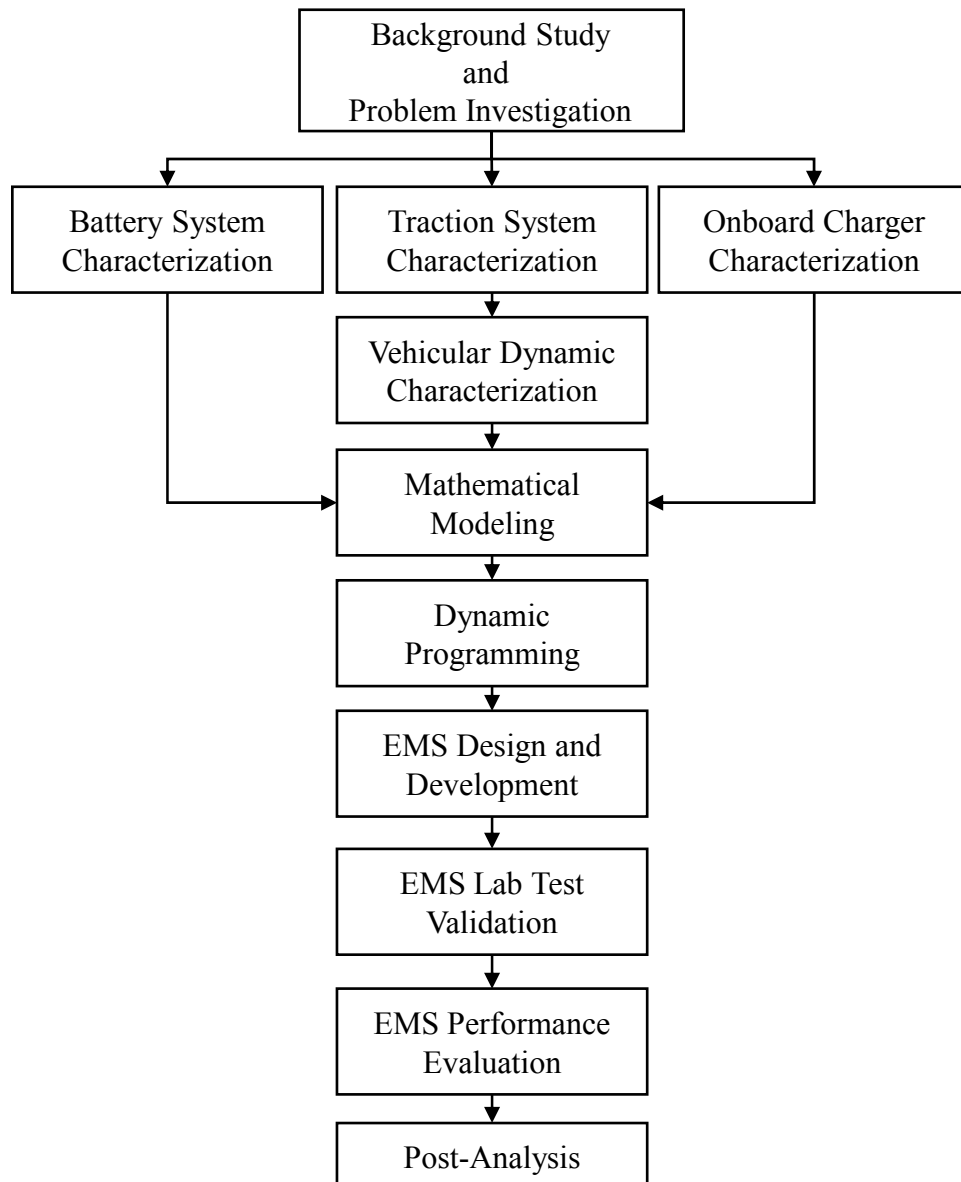 Background Study
and
Problem Investigation
Battery System
Characterization
Traction System
Characterization
Onboard Charger
Characterization
Vehicular Dynamic
Characterization
Mathematical
Modeling
Dynamic
Programming
EMS Design and
Development
EMS Lab Test
Validation
EMS Performance
Evaluation
Post-Analysis